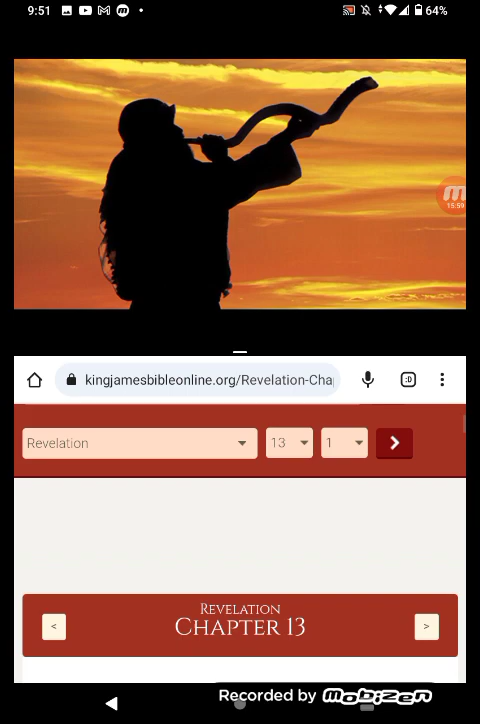 9:51
64%
15:59
kingjamesbibleonline.org/Revelation-Cha
:D
Revelation
13
1
<
Revelation
Chapter 13
>
Recorded by Mobizen